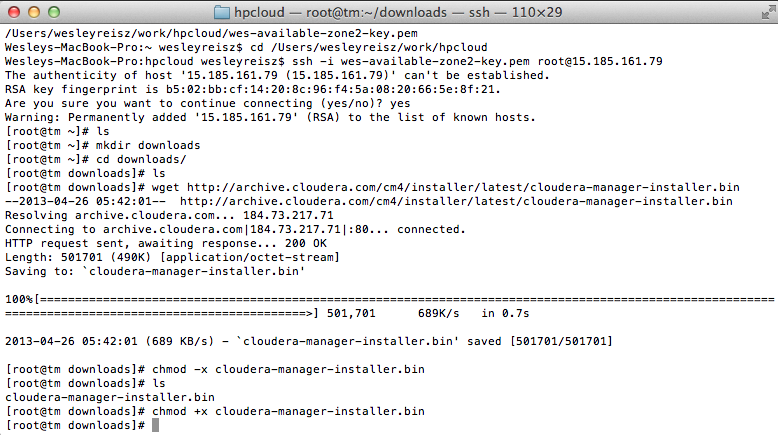 hpcloud — root@tm:~/downloads — ssh — 110×29
/Users/wesleyreisz/work/hpcloud/wes-available-zone2-key.pem
Wesleys-MacBook-Pro:~ wesleyreisz$ cd /Users/wesleyreisz/work/hpcloud
Wesleys-MacBook-Pro:hpcloud wesleyreisz$ ssh -i wes-available-zone2-key.pem root@15.185.161.79
The authenticity of host '15.185.161.79 (15.185.161.79)' can't be established.
RSA key fingerprint is b5:02:bb:cf:14:20:8c:96:f4:5a:08:20:66:5e:8f:21.
Are you sure you want to continue connecting (yes/no)? yes
Warning: Permanently added '15.185.161.79' (RSA) to the list of known hosts.
[root@tm ~]# ls
[root@tm ~]# mkdir downloads
[root@tm ~]# cd downloads/
[root@tm downloads]# ls
[root@tm downloads]# wget http://archive.cloudera.com/cm4/installer/latest/cloudera-manager-installer.bin
--2013-04-26 05:42:01--  http://archive.cloudera.com/cm4/installer/latest/cloudera-manager-installer.bin
Resolving archive.cloudera.com... 184.73.217.71
Connecting to archive.cloudera.com|184.73.217.71|:80... connected.
HTTP request sent, awaiting response... 200 OK
Length: 501701 (490K) [application/octet-stream]
Saving to: `cloudera-manager-installer.bin'
100%[=========================================================================================================
===========================================>] 501,701      689K/s   in 0.7s
2013-04-26 05:42:01 (689 KB/s) - `cloudera-manager-installer.bin' saved [501701/501701]
[root@tm downloads]# chmod -x cloudera-manager-installer.bin
[root@tm downloads]# ls
cloudera-manager-installer.bin
[root@tm downloads]# chmod +x cloudera-manager-installer.bin
[root@tm downloads]#